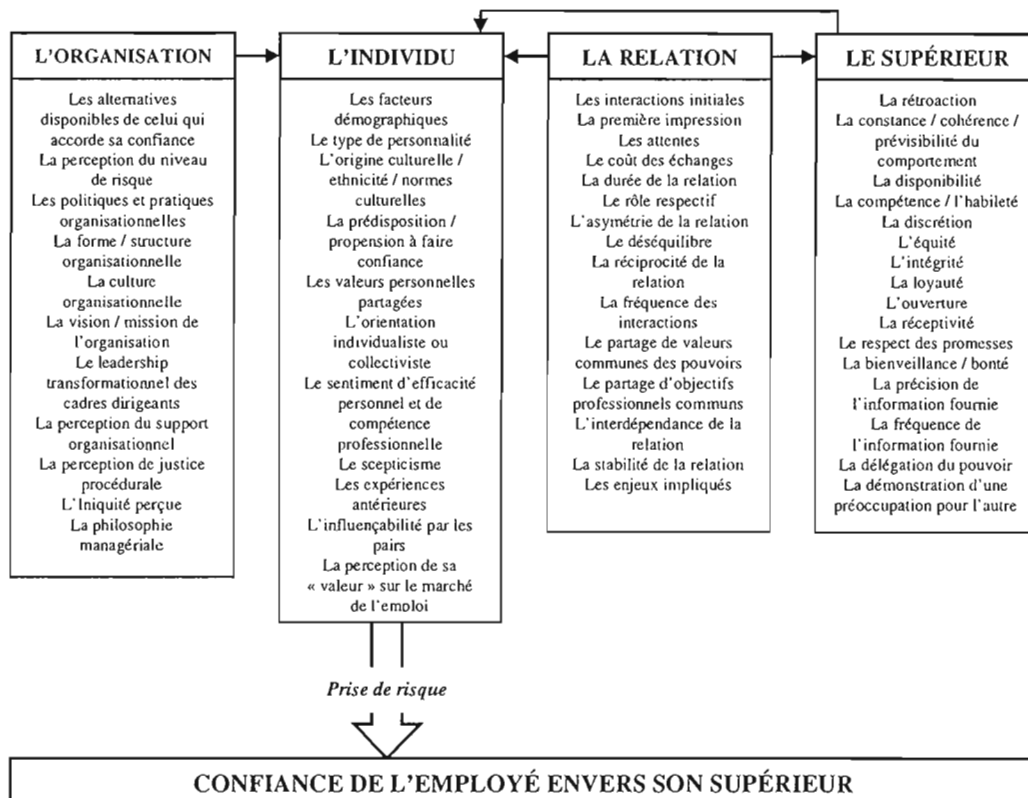 L'ORGANISATION
Les alternatives
disponibles de celui qui
accorde sa confiance
La perception du niveau
de risque
Les politiques et pratiques
organisationnelles
La forme / structure
organisationnelle
La culture
organisationnelle
La vision / mission de
l'organisation
Le leadership
transformationnel des
cadres dirigeants
La perception du support
organisationnel
La perception de justice
procédurale
L'Iniquité perçue
La philosophie
managériale
L'INDIVIDU
Les facteurs
démographiques
Le type de personnalité
L'origine culturelle /
ethnicité / normes
culturelles
La prédisposition /
propension à faire
confiance
Les valeurs personnelles
partagées
L'orientation
individualiste ou
collectiviste
Le sentiment d'efficacité
personnel et de
compétence
professionnelle
Le scepticisme
Les expériences
antérieures
L'influençabilité par les
pairs
La perception de sa
« valeur » sur le marché
de l'emploi
LA RELATION
Les interactions initiales
La première impression
Les attentes
Le coût des échanges
La durée de la relation
Le rôle respectif
L'asymétrie de la relation
Le déséquilibre
La réciprocité de la
relation
La fréquence des
interactions
Le partage de valeurs
communes des pouvoirs
Le partage d'objectifs
professionnels communs
L'interdépendance de la
relation
La stabilité de la relation
Les enjeux impliqués
LE SUPÉRIEUR
La rétroaction
La constance / cohérence /
prévisibilité du
comportement
La disponibilité
La compétence / l'habileté
La discrétion
L'équité
L'intégrité
La loyauté
L'ouverture
La réceptivité
Le respect des promesses
La bienveillance / bonté
La précision de
l'information fournie
La fréquence de
l'information fournie
La délégation du pouvoir
La démonstration d'une
préoccupation pour l'autre
Prise de risque
CONFIANCE DE L'EMPLOYÉ ENVERS SON SUPÉRIEUR